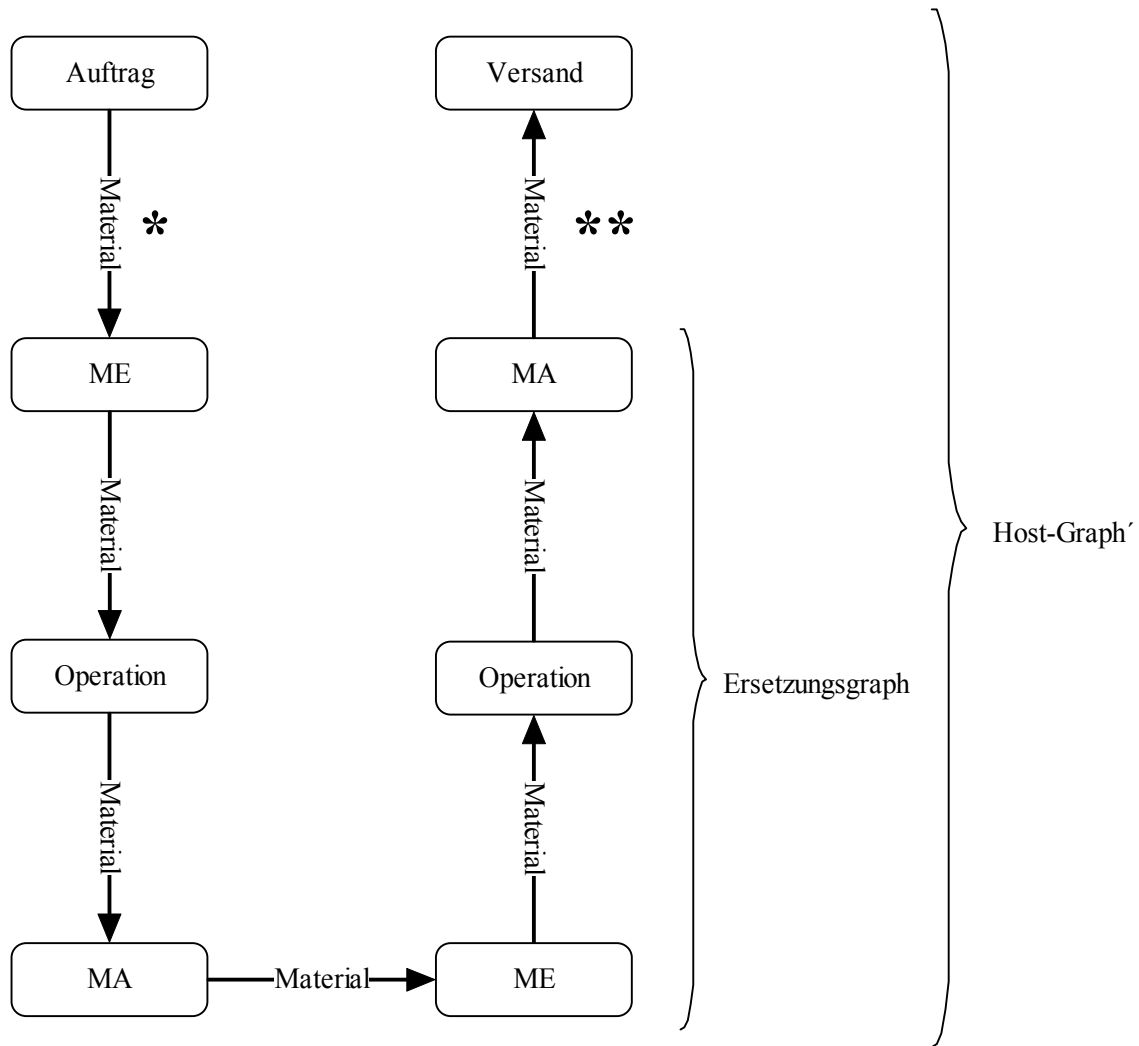 Auftrag
Versand
Material
*
Material
**
ME
MA
Material
Material
Host-Graph´
Operation
Operation
Ersetzungsgraph
Material
Material
MA
Material
ME